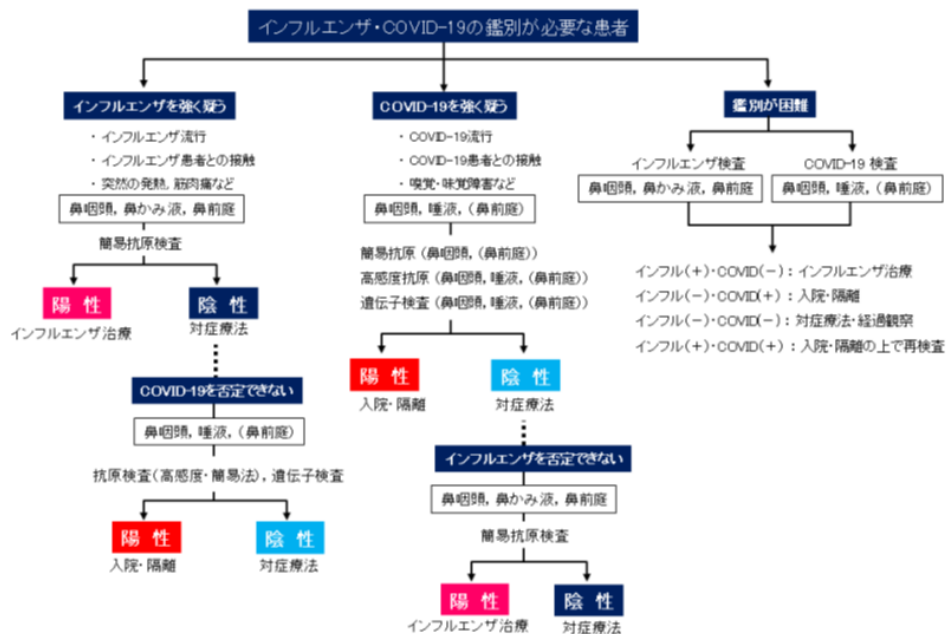 インフルエンザ・COVID-19の鑑別が必要な患者
インフルエンザを強く疑う
・インフルエンザ流行
・インフルエンザ患者との接触
・突然の発熱, 筋肉痛など
鼻咽頭, 鼻かみ液, 鼻前庭
簡易抗原検査
陽性
インフルエンザ治療
陰性
対症療法
COVID-19を否定できない
鼻咽頭, 唾液, (鼻前庭)
抗原検査(高感度・簡易法), 遺伝子検査
陽性
入院・隔離
陰性
対症療法
COVID-19を強く疑う
・COVID-19流行
・COVID-19患者との接触
・嗅覚・味覚障害など
鼻咽頭, 唾液, (鼻前庭)
簡易抗原 (鼻咽頭, (鼻前庭))
高感度抗原 (鼻咽頭, 唾液, (鼻前庭))
遺伝子検査 (鼻咽頭, 唾液, (鼻前庭))
陽性
入院・隔離
陰性
対症療法
インフルエンザを否定できない
鼻咽頭, 鼻かみ液, 鼻前庭
簡易抗原検査
陽性
インフルエンザ治療
陰性
対症療法
鑑別が困難
インフルエンザ検査
鼻咽頭, 鼻かみ液, 鼻前庭
COVID-19 検査
鼻咽頭, 唾液, (鼻前庭)
インフル(+)・COVID(-) : インフルエンザ治療
インフル(-)・COVID(+) : 入院・隔離
インフル(-)・COVID(-) : 対症療法・経過観察
インフル(+)・COVID(+) : 入院・隔離の上で再検査